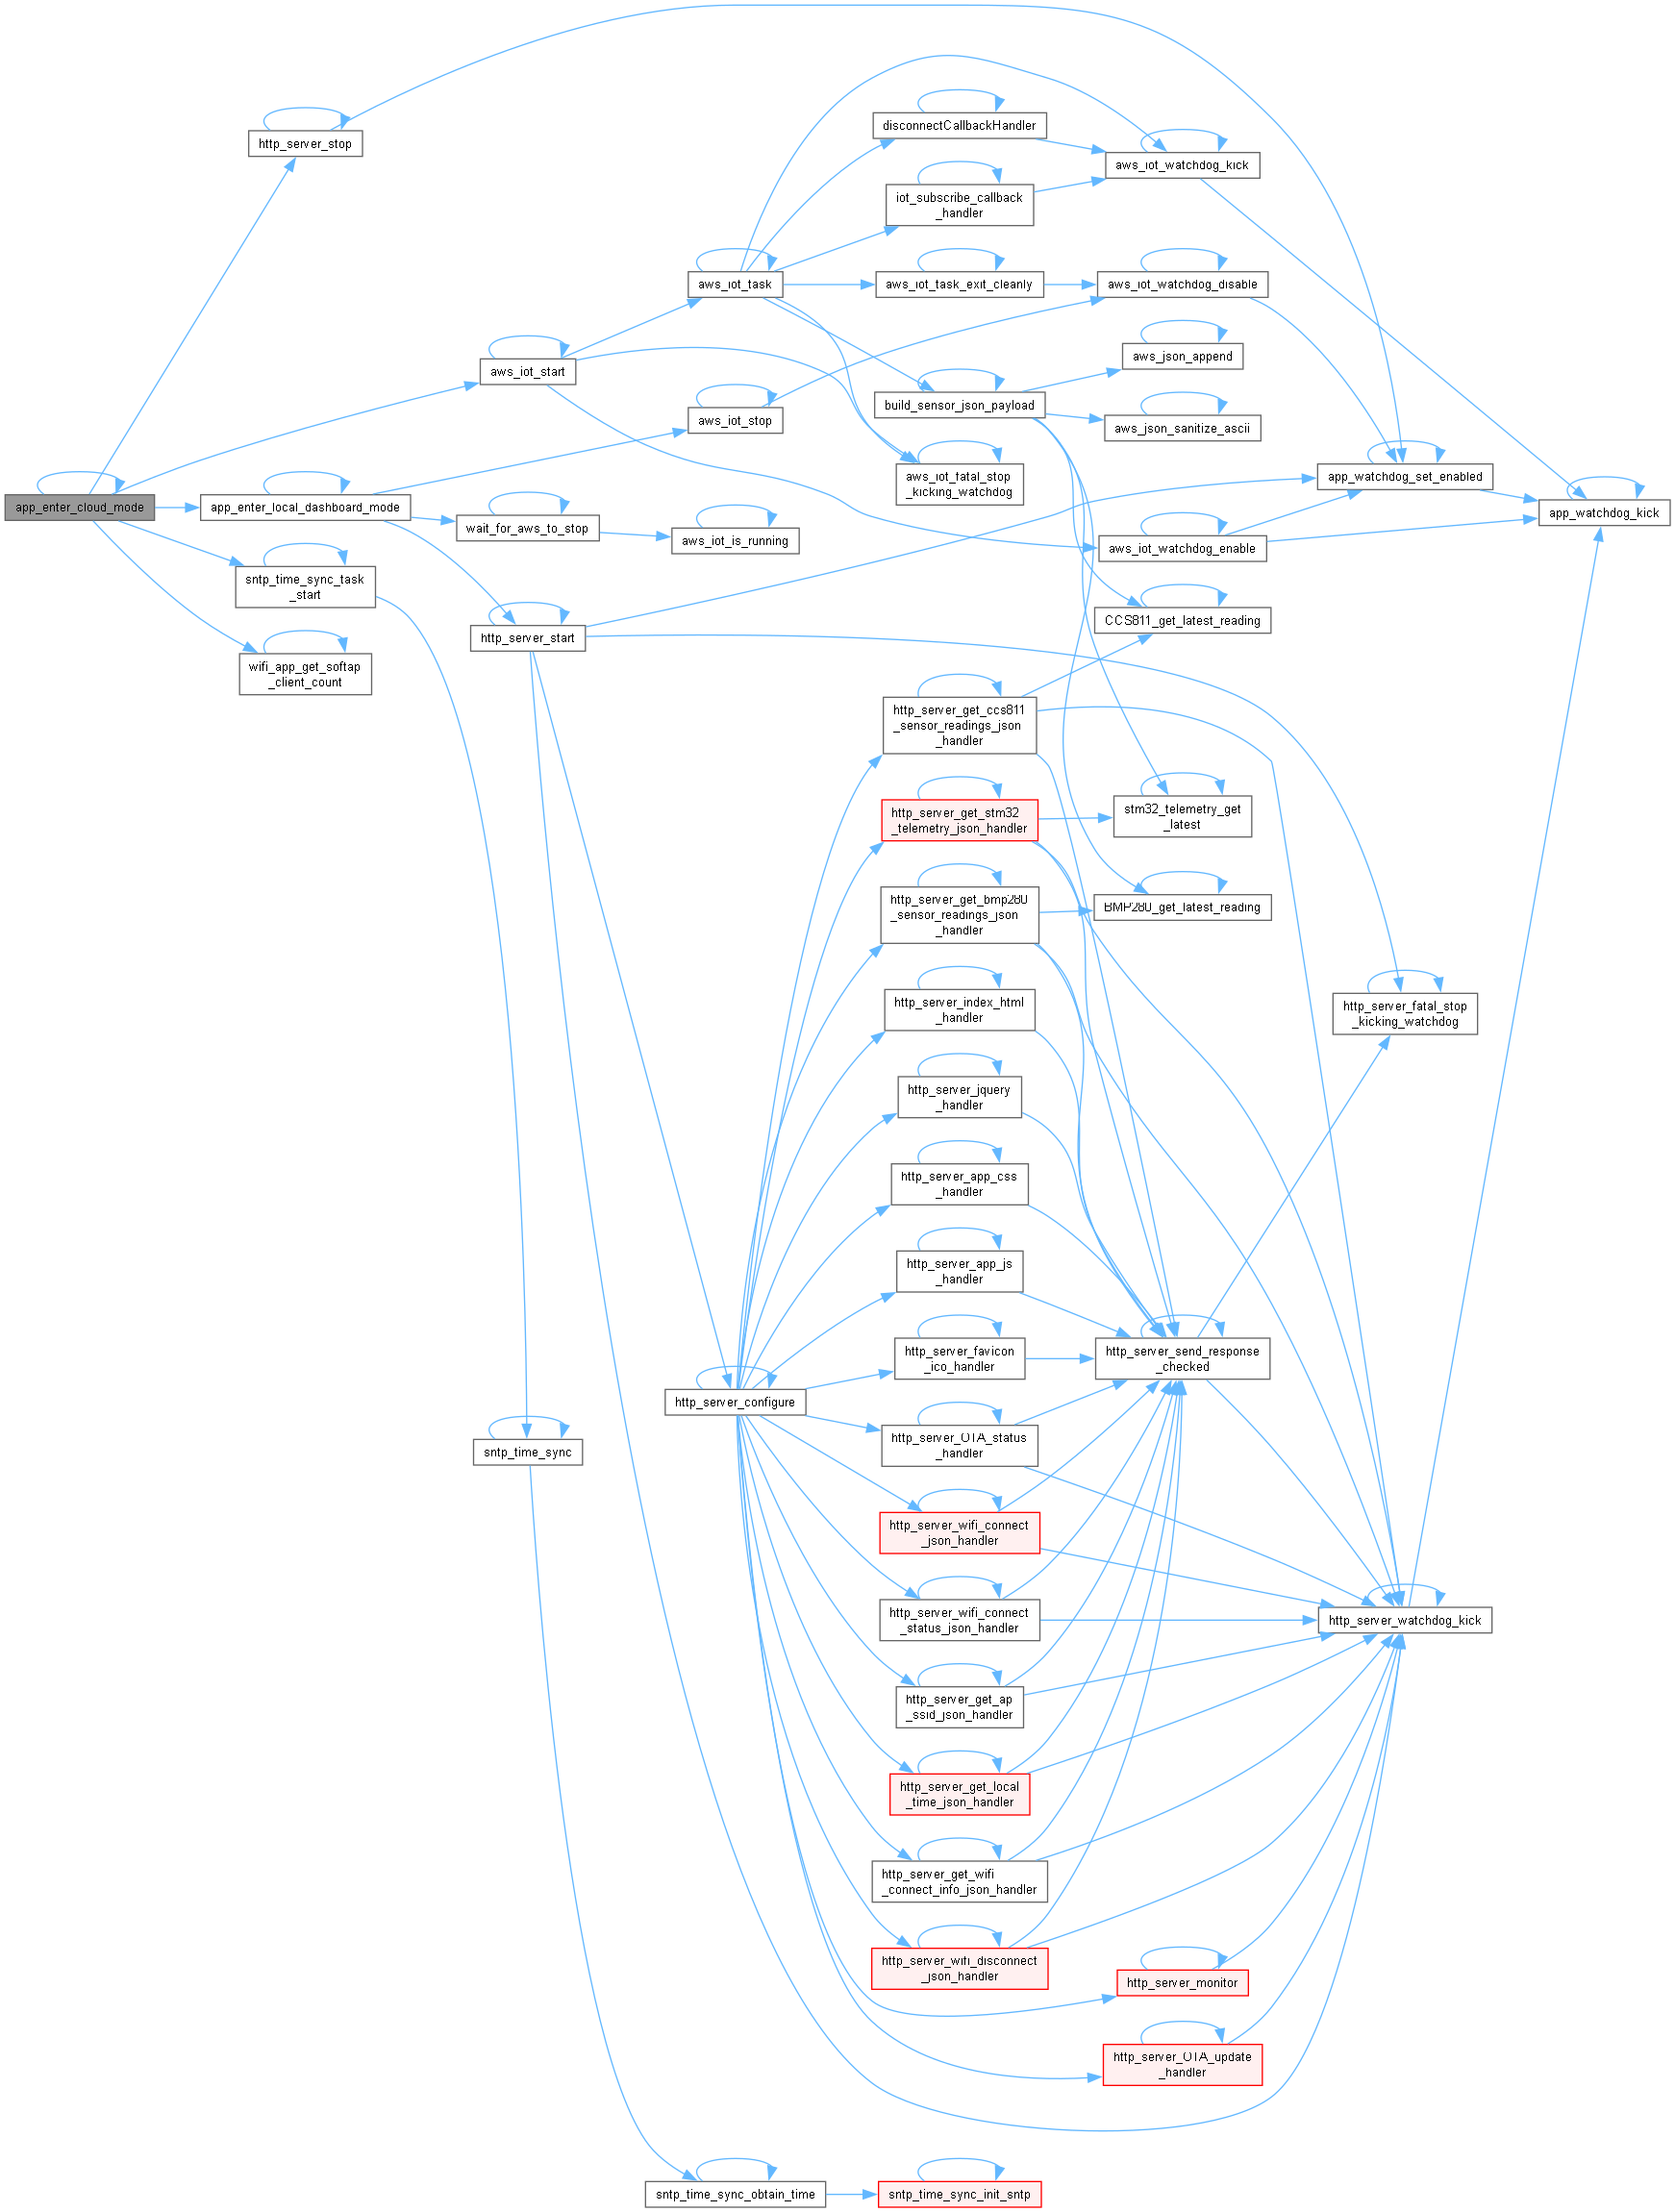 http_server_stop
disconnectCallbackHandler
aws_iot_watchdog_kick
iot_subscribe_callback
_handler
aws_iot_task
aws_iot_task_exit_cleanly
aws_iot_watchdog_disable
aws_json_append
aws_iot_start
build_sensor_json_payload
aws_iot_stop
aws_json_sanitize_ascii
aws_iot_fatal_stop
_kicking_watchdog
app_watchdog_set_enabled
app_enter_cloud_mode
app_enter_local_dashboard_mode
app_watchdog_kick
wait_for_aws_to_stop
aws_iot_is_running
aws_iot_watchdog_enable
sntp_time_sync_task
_start
CCS811_get_latest_reading
http_server_start
wifi_app_get_softap
_client_count
http_server_get_ccs811
_sensor_readings_json
_handler
http_server_get_stm32
_telemetry_json_handler
stm32_telemetry_get
_latest
http_server_get_bmp280
_sensor_readings_json
_handler
BMP280_get_latest_reading
http_server_index_html
_handler
http_server_fatal_stop
_kicking_watchdog
http_server_jquery
_handler
http_server_app_css
_handler
http_server_app_js
_handler
http_server_favicon
_ico_handler
http_server_send_response
_checked
http_server_configure
http_server_OTA_status
_handler
sntp_time_sync
http_server_wifi_connect
_json_handler
http_server_wifi_connect
_status_json_handler
http_server_watchdog_kick
http_server_get_ap
_ssid_json_handler
http_server_get_local
_time_json_handler
http_server_get_wifi
_connect_info_json_handler
http_server_wifi_disconnect
_json_handler
http_server_monitor
http_server_OTA_update
_handler
sntp_time_sync_obtain_time
sntp_time_sync_init_sntp